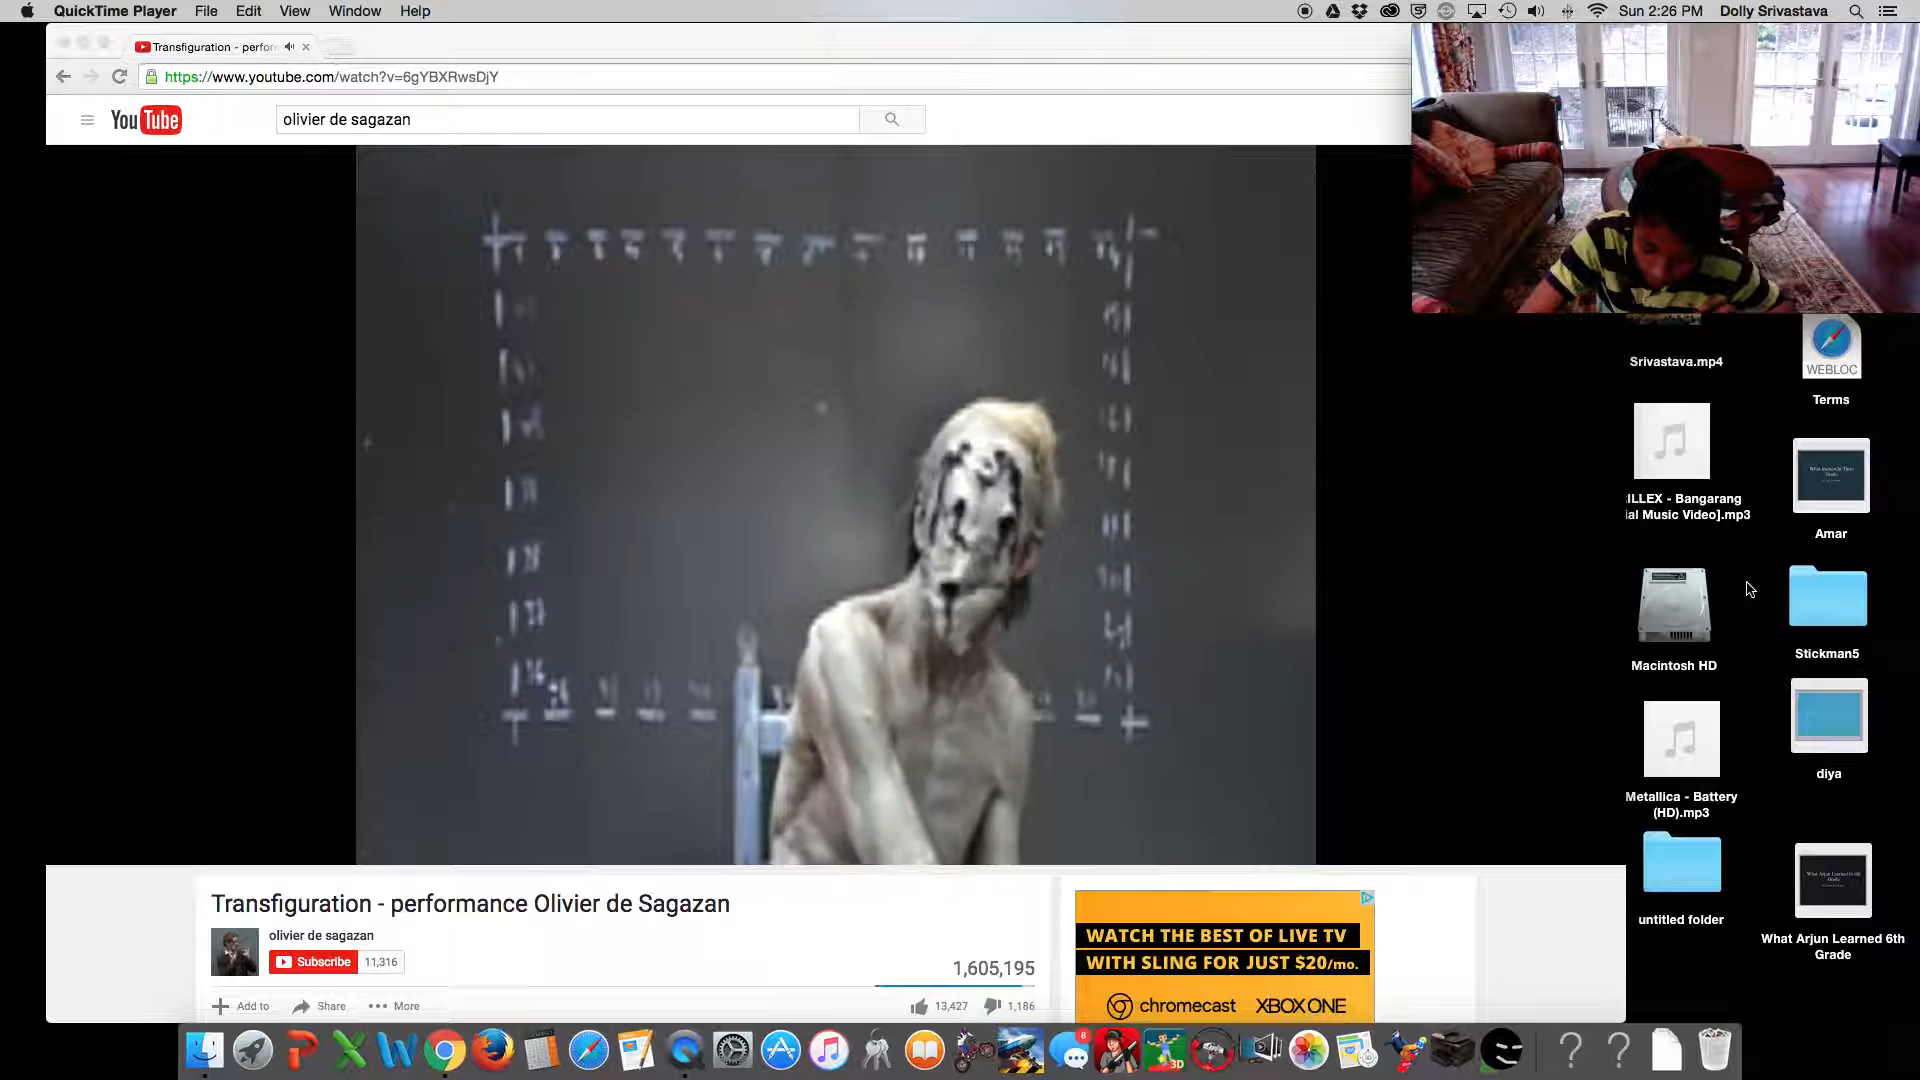 QuickTime Player File Edit View Window Help
Sun 2:26 PM Dolly Srivastava
Transfiguration - perfor
https://www.youtube.com/watch?v=6gYBXRwsDjY
YouTube
olivier de sagazan
Srivastava.mp4
WEBLOC
Terms
ILLEX - Bangarang
ial Music Video].mp3
Amar
Macintosh HD
Stickman5
diya
Metallica - Battery
(HD).mp3
untitled folder
What Arjun Learned 6th
Grade
Transfiguration - performance Olivier de Sagazan
olivier de sagazan
Subscribe 11,316
1,605,195
Add to Share More
13,427 1,186
WATCH THE BEST OF LIVE TV
WITH SLING FOR JUST $20/mo.
chromecast XBOX ONE
8
3D